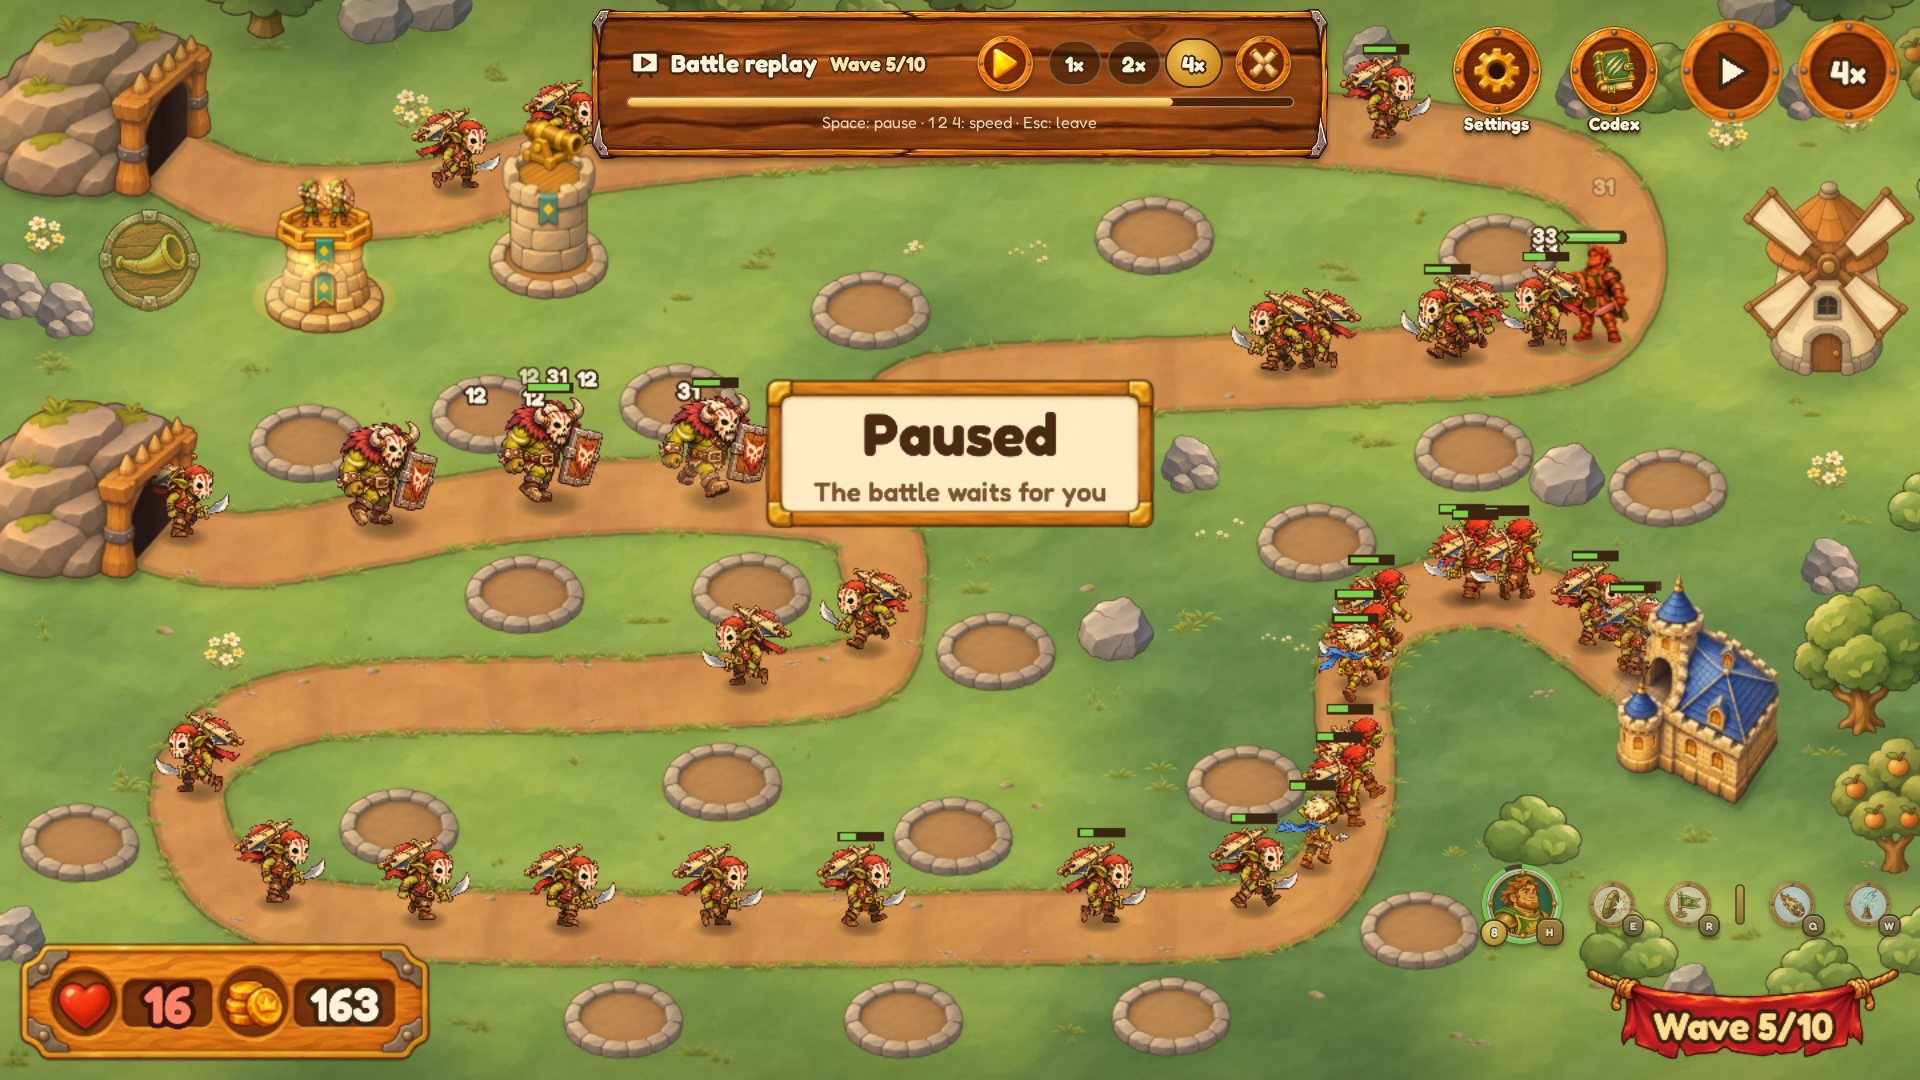 Battle replay Wave 5/10
1x
2x
4x
Space: pause · 1 2 4: speed · Esc: leave
Settings
Codex
4x
31
33
12 31 12
12
12
31
Paused
The battle waits for you
8
H
E
R
Q
W
16
163
Wave 5/10